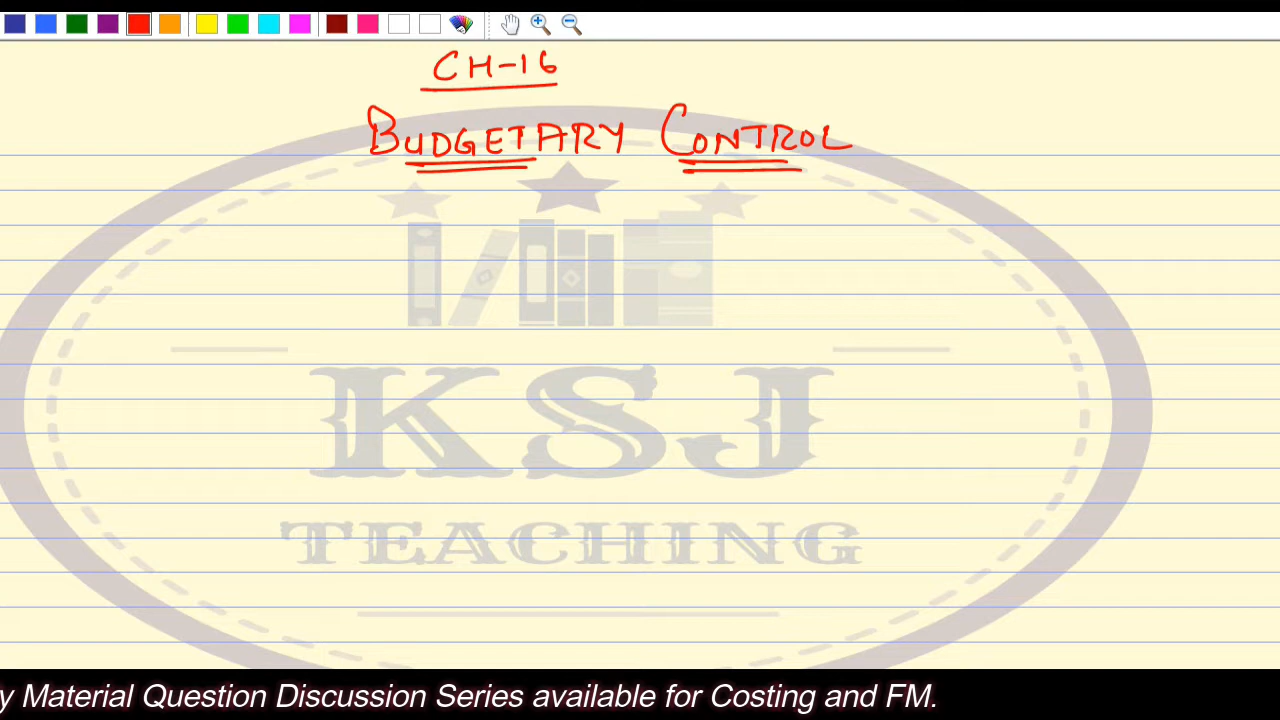 CH-16
BUDGETARY CONTROL
KSJ
TEACHING
y Material Question Discussion Series available for Costing and FM.